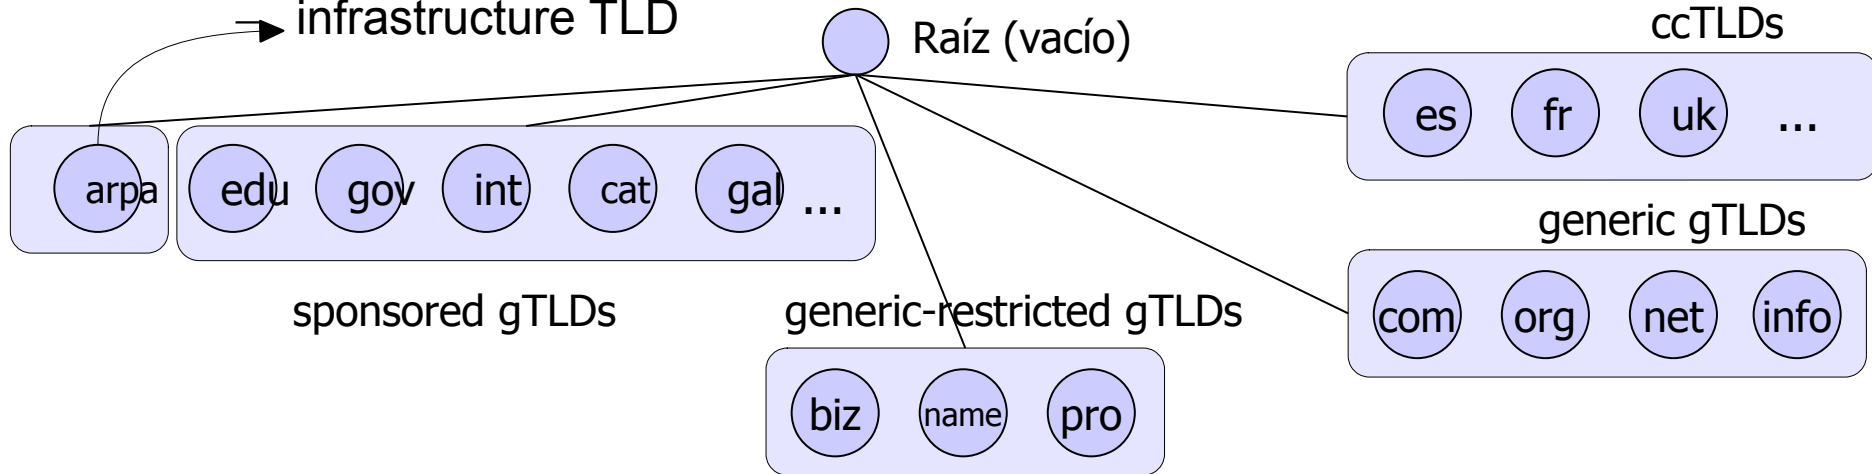 infrastructure TLD
Raíz (vacío)
ccTLDs
es fr uk ...
arpa edu gov int cat gal ...
generic gTLDs
sponsored gTLDs
generic-restricted gTLDs
com org net info
biz name pro